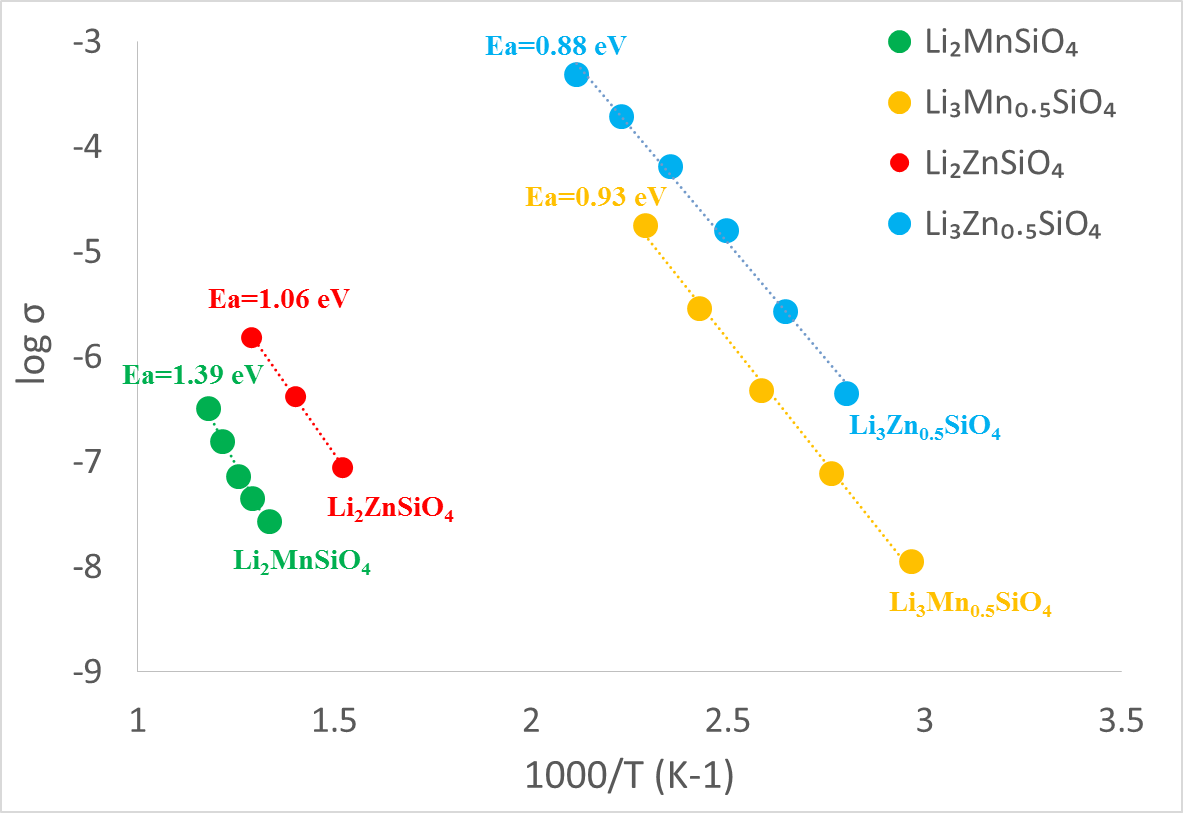 -3
-4
-5
-6
-7
-8
-9
log σ
1
1.5
2
2.5
3
3.5
1000/T (K-1)
Ea=0.88 eV
Ea=0.93 eV
Ea=1.06 eV
Ea=1.39 eV
Li₃Zn₀.₅SiO₄
Li₂ZnSiO₄
Li₂MnSiO₄
Li₃Mn₀.₅SiO₄
Li₂MnSiO₄
Li₃Mn₀.₅SiO₄
Li₂ZnSiO₄
Li₃Zn₀.₅SiO₄